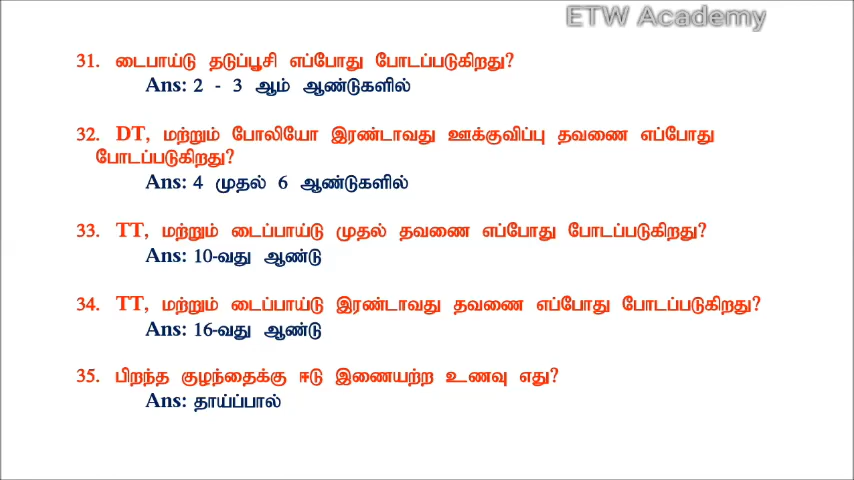 ETW Academy
31. டைபாய்டு தடுப்பூசி எப்போது போடப்படுகிறது?
Ans: 2 - 3 ஆம் ஆண்டுகளில்
32. DT, மற்றும் போலியோ இரண்டாவது ஊக்குவிப்பு தவணை எப்போது
போடப்படுகிறது?
Ans: 4 முதல் 6 ஆண்டுகளில்
33. TT, மற்றும் டைப்பாய்டு முதல் தவணை எப்போது போடப்படுகிறது?
Ans: 10-வது ஆண்டு
34. TT, மற்றும் டைப்பாய்டு இரண்டாவது தவணை எப்போது போடப்படுகிறது?
Ans: 16-வது ஆண்டு
35. பிறந்த குழந்தைக்கு ஈடு இணையற்ற உணவு எது?
Ans: தாய்ப்பால்